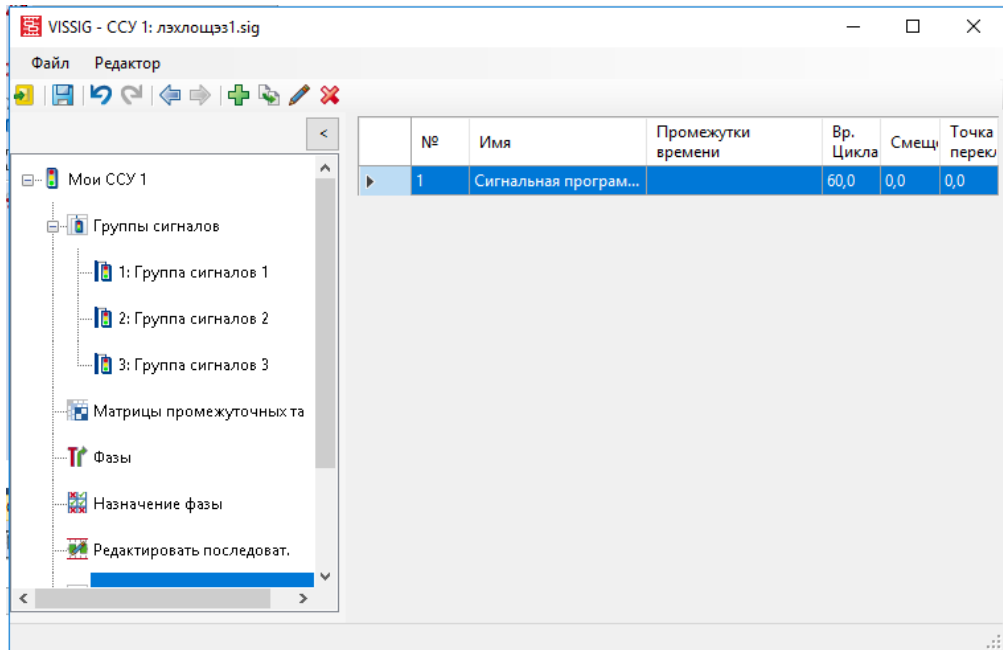 VISSIG - ССУ 1: лэхлощэз1.sig
Файл Редактор
<
№ Имя Промежутки времени Вр. Цикла Смещ Точка перек
1 Сигнальная програм... 60,0 0,0 0,0
Мои ССУ 1
Группы сигналов
1: Группа сигналов 1
2: Группа сигналов 2
3: Группа сигналов 3
Матрицы промежуточных та
Фазы
Назначение фазы
Редактировать последоват.